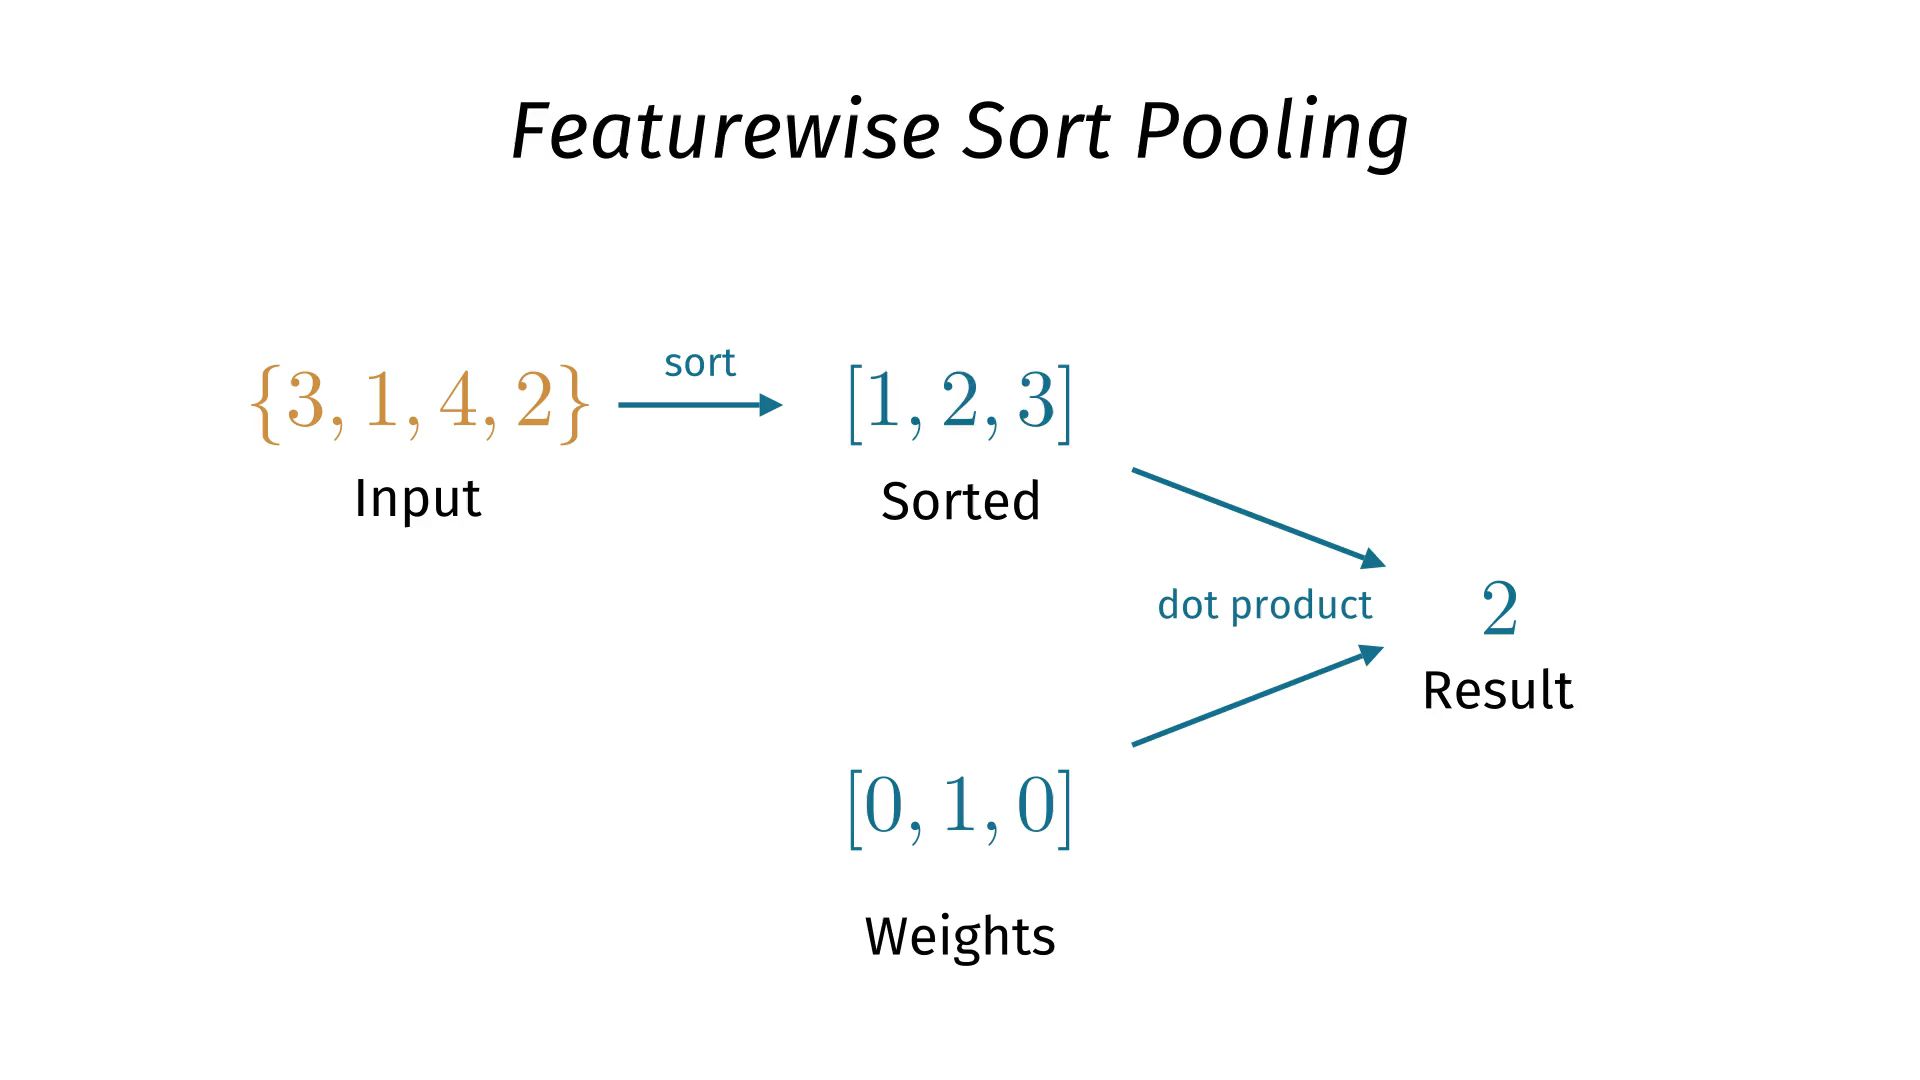 Featurewise Sort Pooling
{3, 1, 4, 2}
sort
[1, 2, 3]
Input
Sorted
dot product
2
Result
[0, 1, 0]
Weights